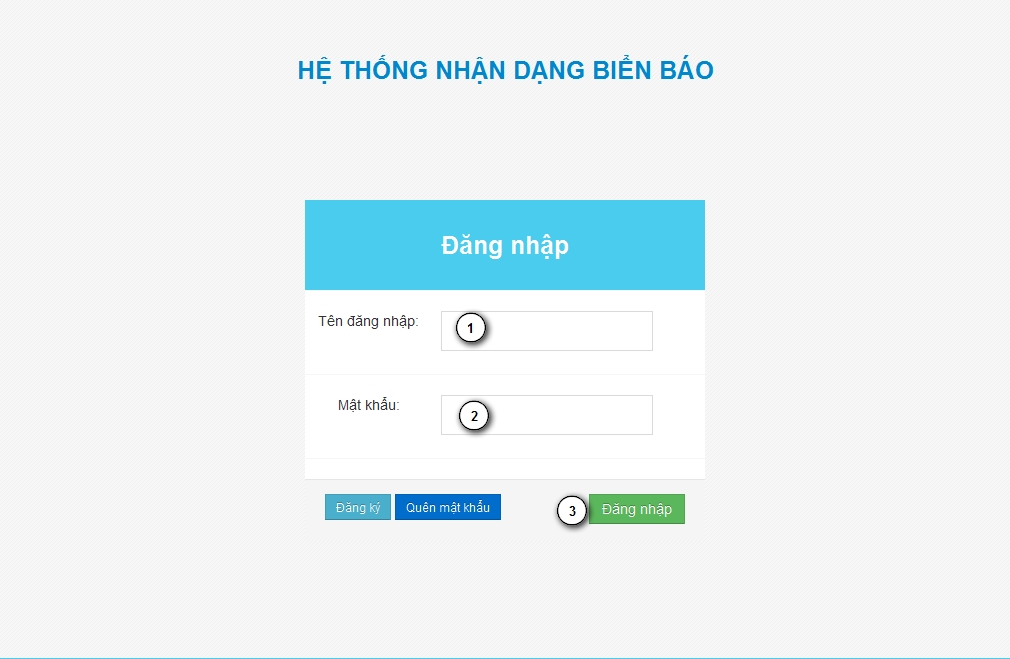 HỆ THỐNG NHẬN DẠNG BIỂN BÁO
Đăng nhập
Tên đăng nhập:
1
Mật khẩu:
2
Đăng ký Quên mật khẩu 3 Đăng nhập